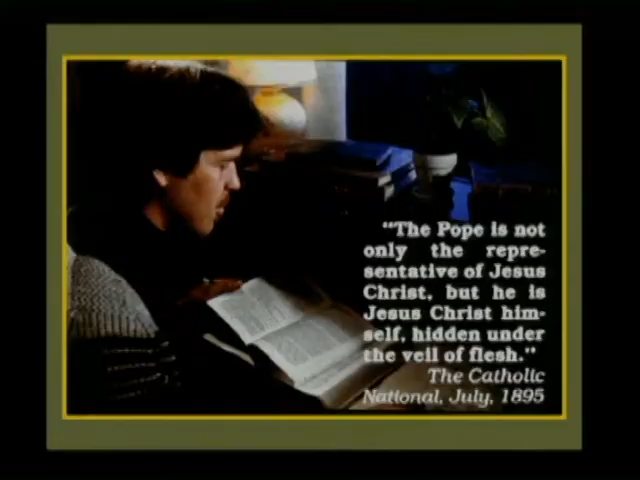 "The Pope is not
only the repre-
sentative of Jesus
Christ, but he is
Jesus Christ him-
self, hidden under
the veil of flesh."
The Catholic
National, July, 1895